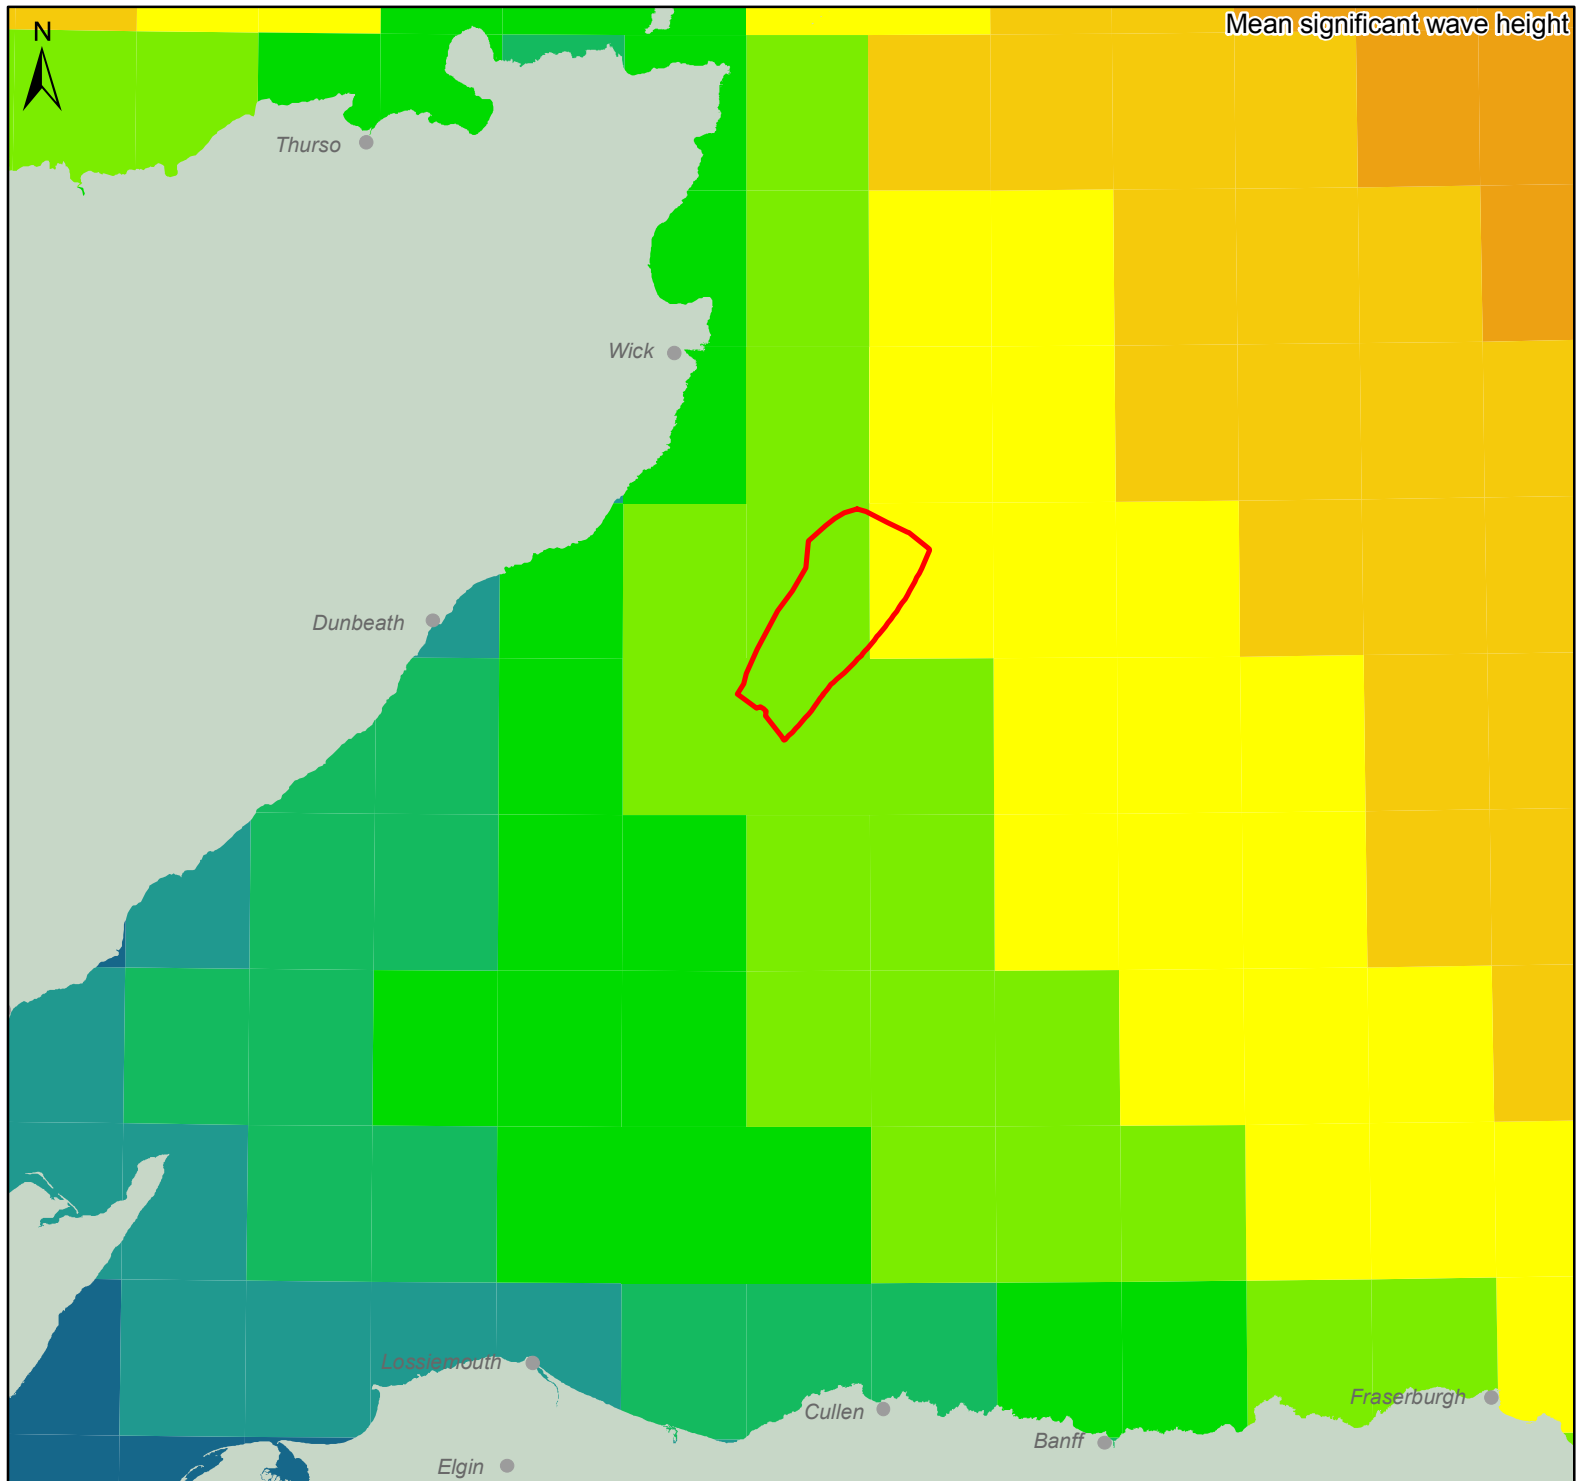 Mean significant wave height
N
Thurso
Wick
Dunbeath
Lossiemouth
Cullen
Fraserburgh
Banff
Elgin